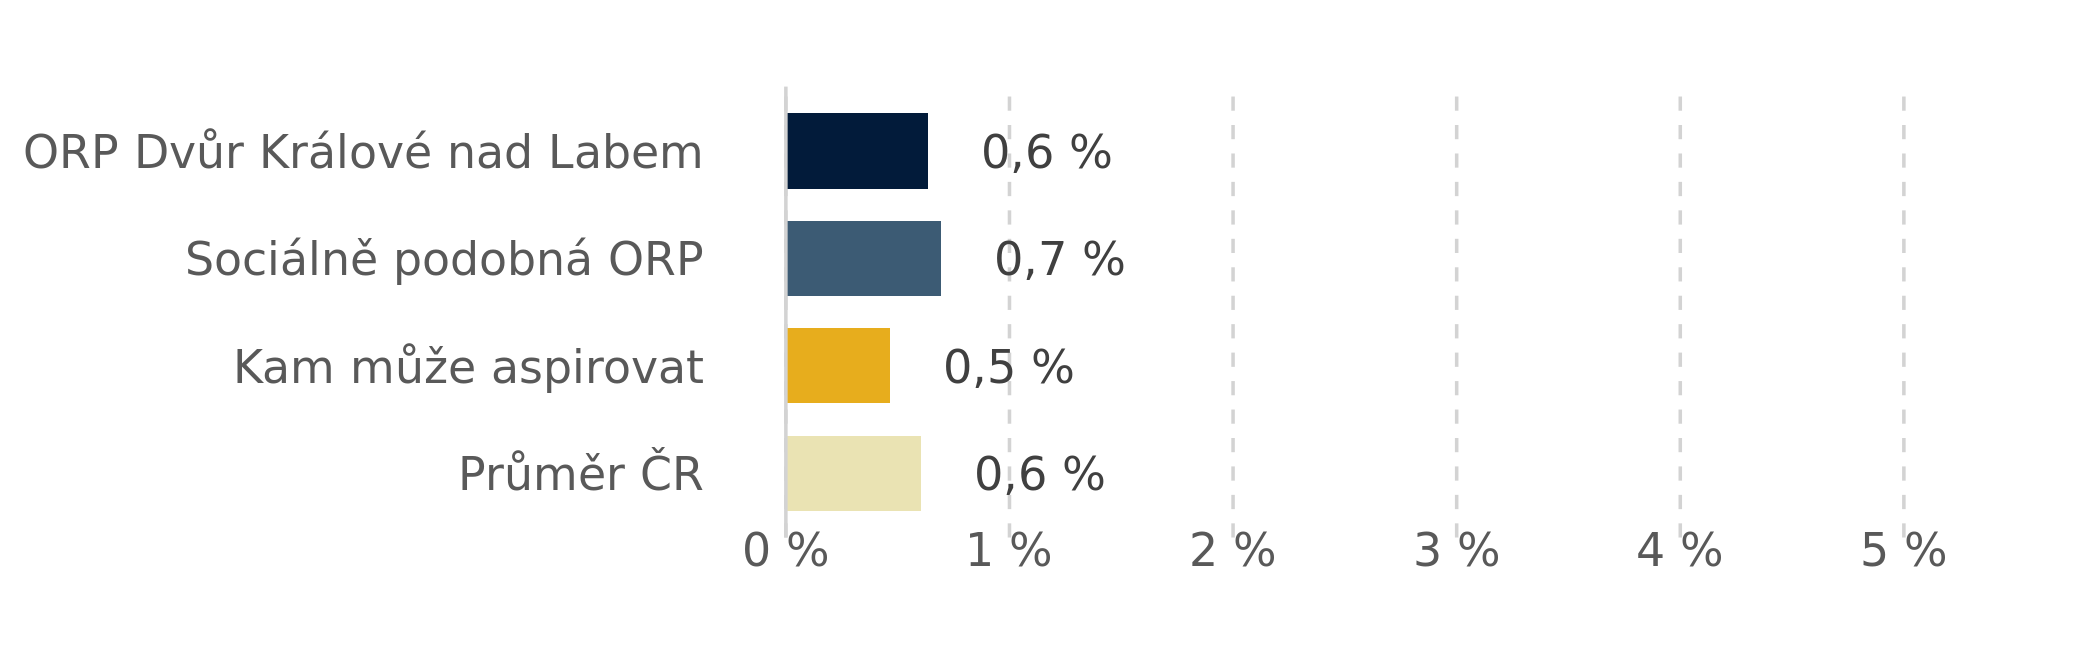 ORP Dvůr Králové nad Labem 0,6 %
Sociálně podobná ORP 0,7 %
Kam může aspirovat 0,5 %
Průměr ČR 0,6 %
0 % 1 % 2 % 3 % 4 % 5 %